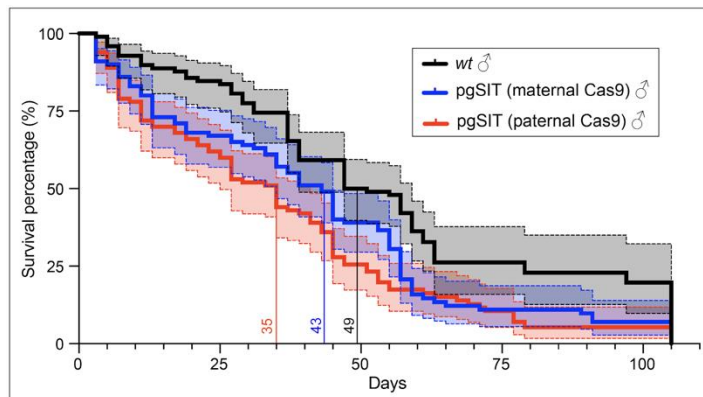 100
75
50
25
0
Survival percentage (%)
wt ♂
pgSIT (maternal Cas9) ♂
pgSIT (paternal Cas9) ♂
35
43
49
0 25 50 75 100
Days